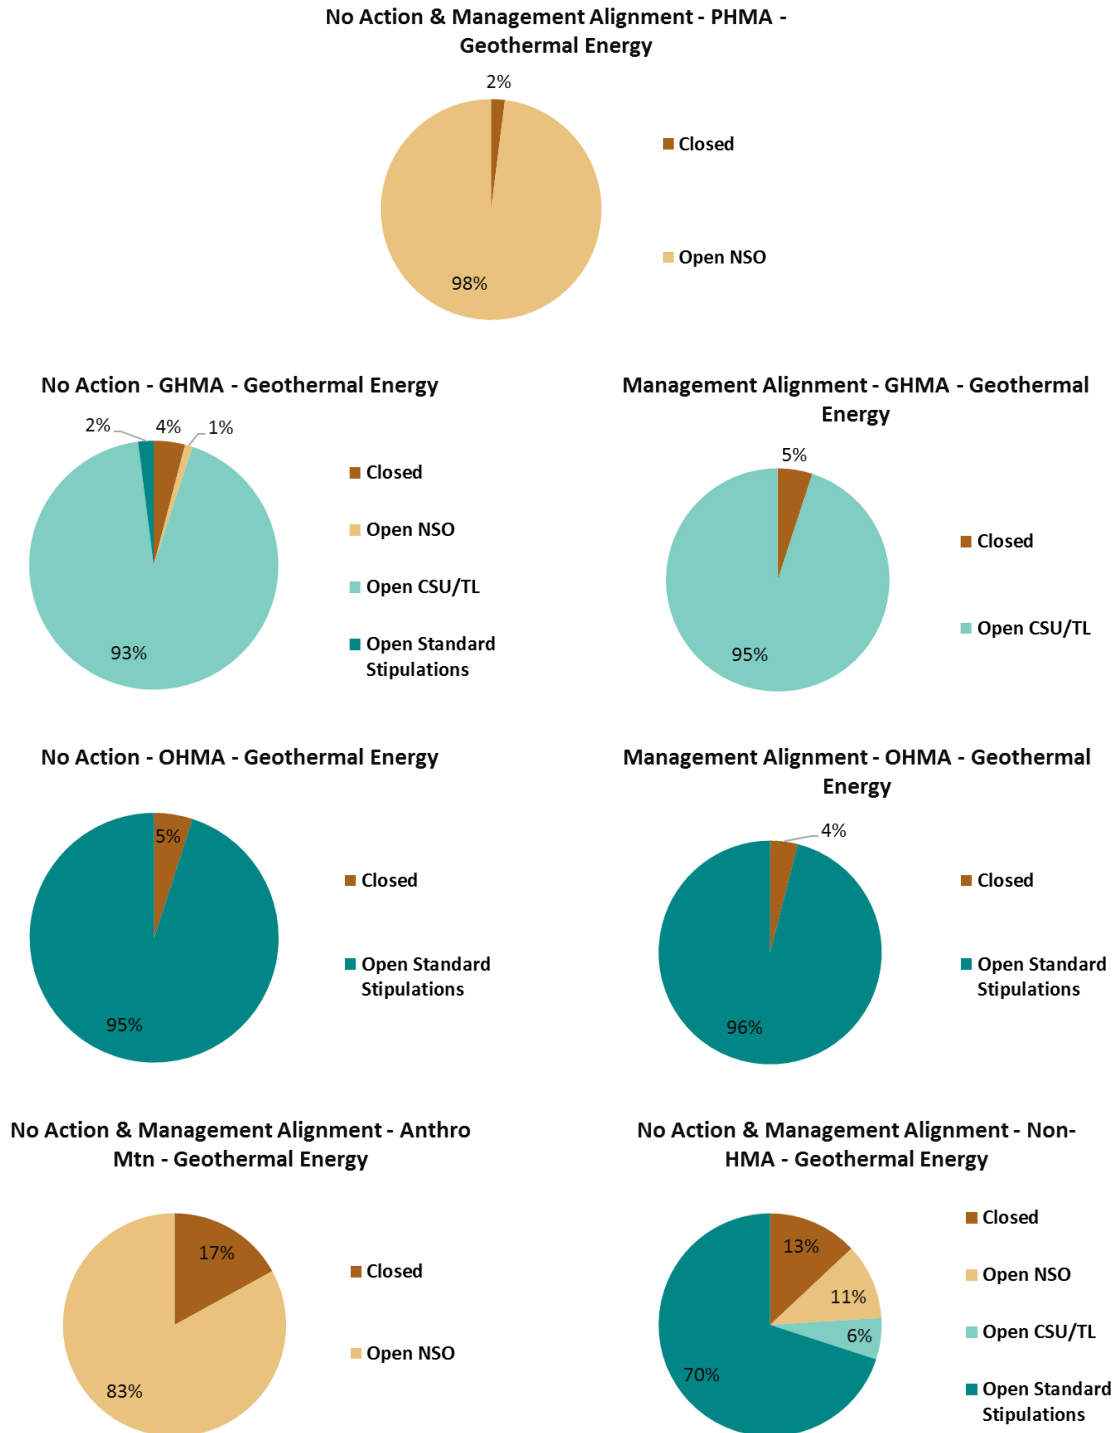 No Action & Management Alignment - PHMA -
Geothermal Energy
2%
98%
Closed
Open NSO
No Action - GHMA - Geothermal Energy
2%
4%
1%
93%
Closed
Open NSO
Open CSU/TL
Open Standard
Stipulations
Management Alignment - GHMA - Geothermal
Energy
5%
95%
Closed
Open CSU/TL
No Action - OHMA - Geothermal Energy
5%
95%
Closed
Open Standard
Stipulations
Management Alignment - OHMA - Geothermal
Energy
4%
96%
Closed
Open Standard
Stipulations
No Action & Management Alignment - Anthro
Mtn - Geothermal Energy
17%
83%
Closed
Open NSO
No Action & Management Alignment - Non-
HMA - Geothermal Energy
13%
11%
6%
70%
Closed
Open NSO
Open CSU/TL
Open Standard
Stipulations